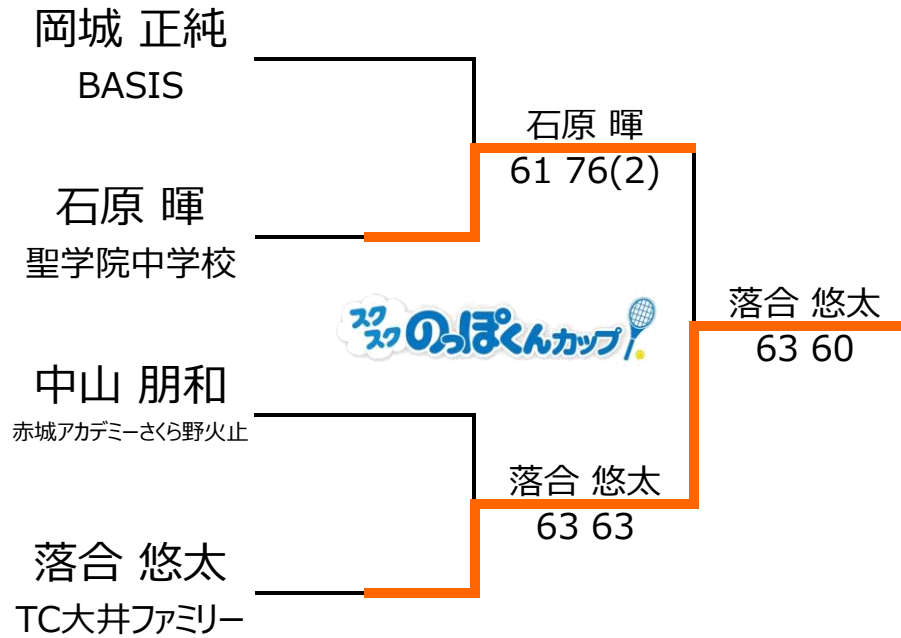 岡城 正純
BASIS
石原 暉
61 76(2)
石原 暉
聖学院中学校
スク
スク のっぽくんカップ
落合 悠太
63 60
中山 朋和
赤城アカデミーさくら野火止
落合 悠太
63 63
落合 悠太
TC大井ファミリー